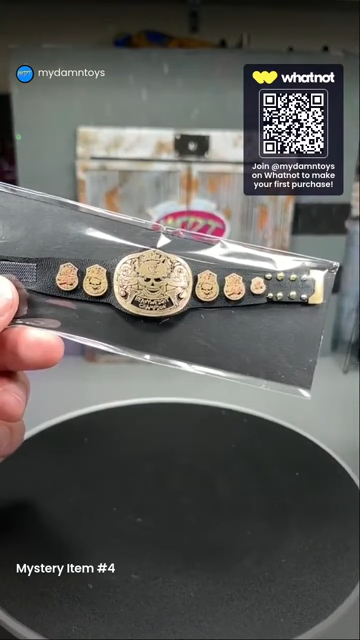 mydamntoys
whatnot
Join @mydamntoys
on Whatnot to make
your first purchase!
Mystery Item #4